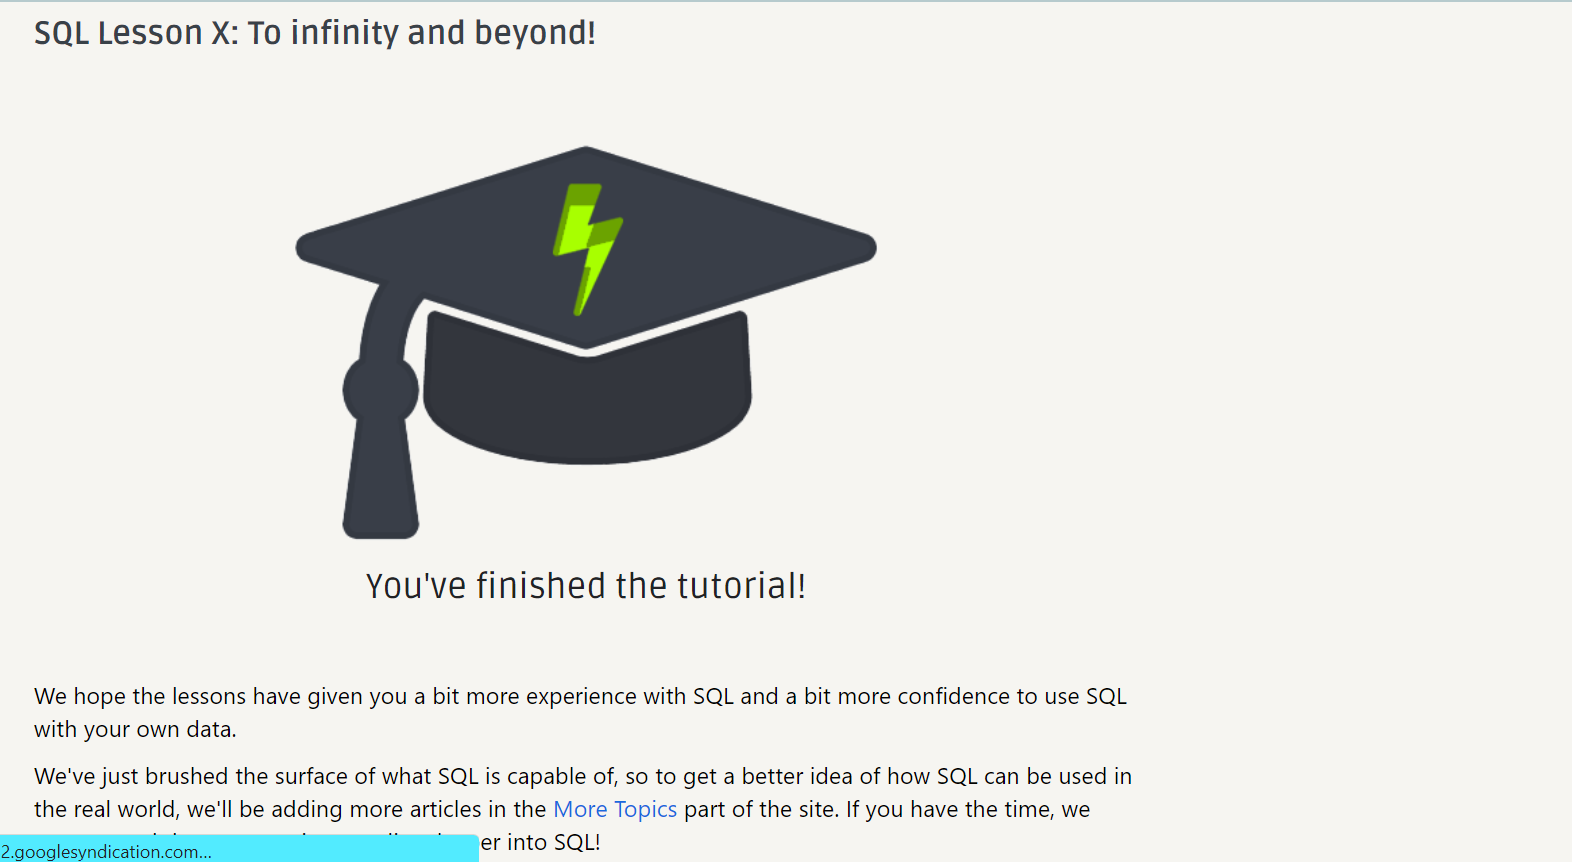 SQL Lesson X: To infinity and beyond!
You've finished the tutorial!
We hope the lessons have given you a bit more experience with SQL and a bit more confidence to use SQL
with your own data.
We've just brushed the surface of what SQL is capable of, so to get a better idea of how SQL can be used in
the real world, we'll be adding more articles in the More Topics part of the site. If you have the time, we
er into SQL!
2.googlesyndication.com...